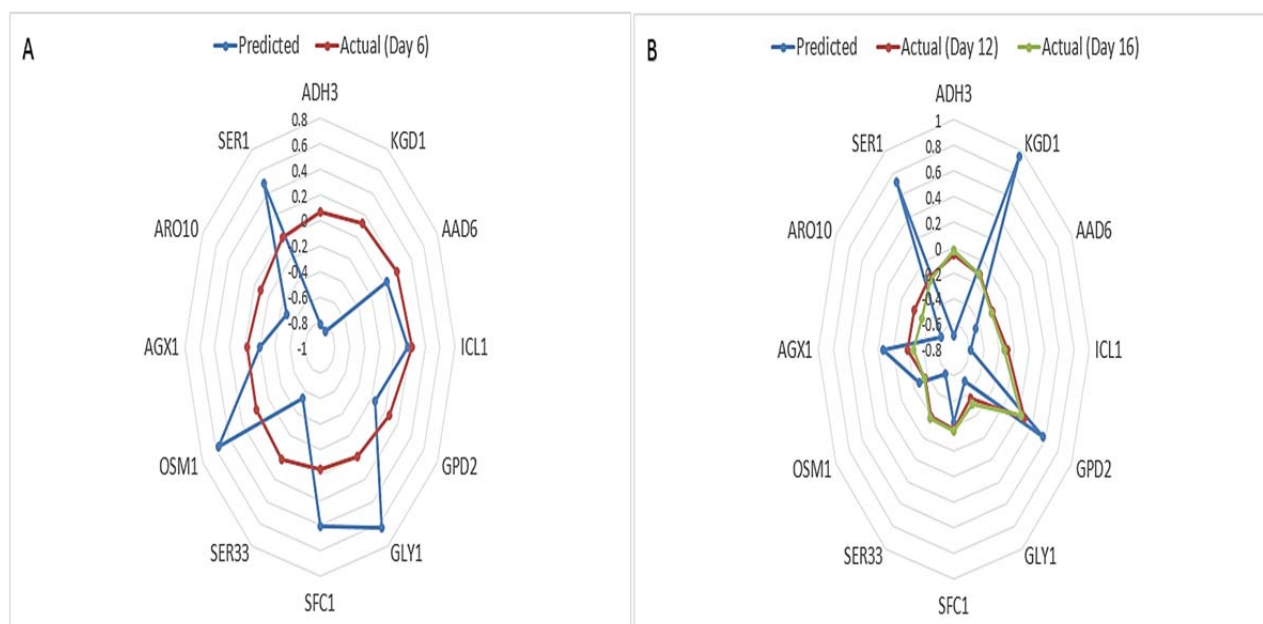 A
Predicted Actual (Day 6)
ADH3
KGD1
AAD6
ICL1
GPD2
GLY1
SFC1
SER33
OSM1
AGX1
ARO10
SER1
0.8
0.6
0.4
0.2
0
-0.2
-0.4
-0.6
-0.8
-1
B
Predicted Actual (Day 12) Actual (Day 16)
ADH3
KGD1
AAD6
ICL1
GPD2
GLY1
SFC1
SER33
OSM1
AGX1
ARO10
SER1
1
0.8
0.6
0.4
0.2
0
-0.2
-0.4
-0.6
-0.8